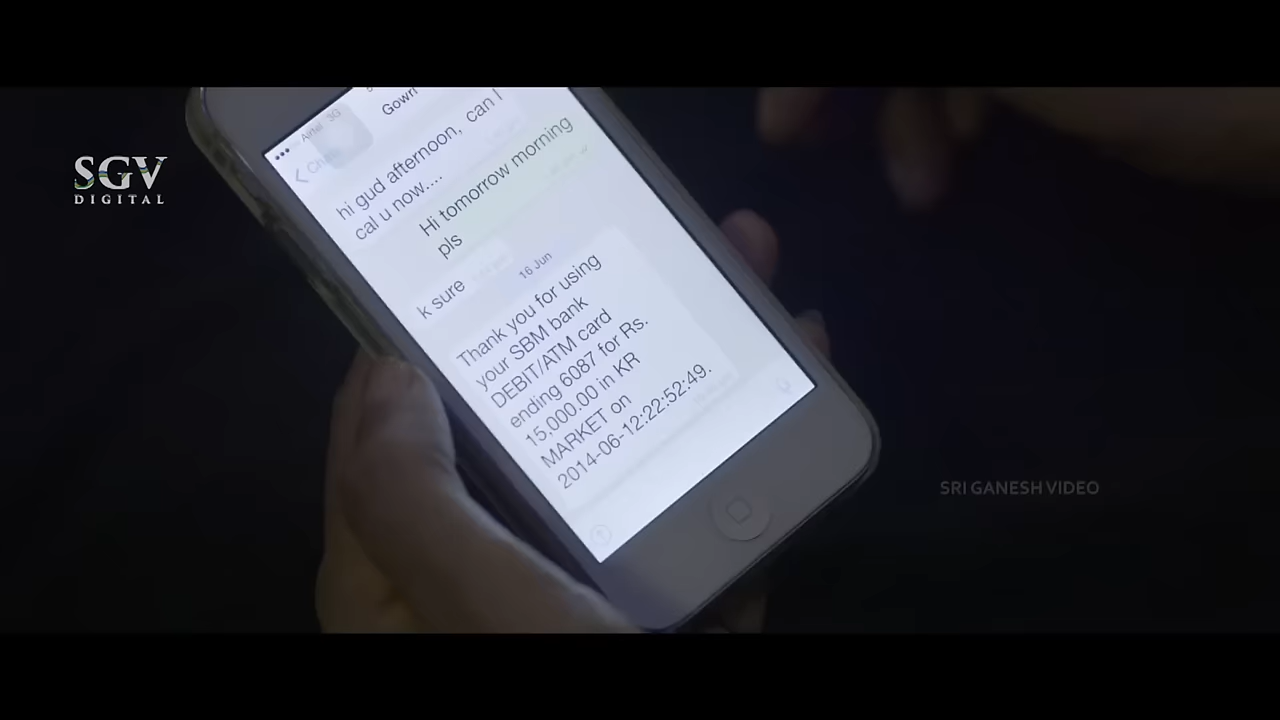 SGV
DIGITAL
Airtel 3G
hi gud afternoon, can I
cal u now....
Hi tomorrow morning
pls
k sure
16 Jun
Thank you for using
your SBM bank
DEBIT/ATM card
ending 6087 for Rs.
15,000.00 in KR
MARKET on
2014-06-12:22:52:49.
SRI GANESH VIDEO